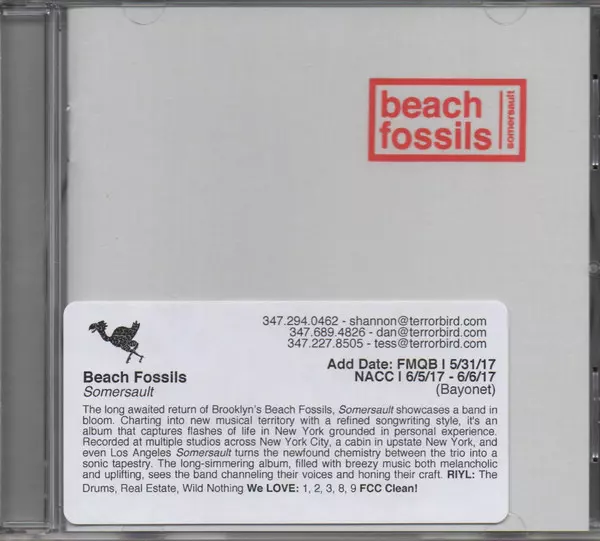 beach
fossils
somersault
347.294.0462 - shannon@terrorbird.com
347.689.4826 - dan@terrorbird.com
347.227.8505 - tess@terrorbird.com
Add Date: FMQB I 5/31/17
NACC I 6/5/17 - 6/6/17
(Bayonet)
Beach Fossils
Somersault
The long awaited return of Brooklyn's Beach Fossils, Somersault showcases a band in
bloom. Charting into new musical territory with a refined songwriting style, it's an
album that captures flashes of life in New York grounded in personal experience.
Recorded at multiple studios across New York City, a cabin in upstate New York, and
even Los Angeles Somersault turns the newfound chemistry between the trio into a
sonic tapestry. The long-simmering album, filled with breezy music both melancholic
and uplifting, sees the band channeling their voices and honing their craft. RIYL: The
Drums, Real Estate, Wild Nothing We LOVE: 1, 2, 3, 8, 9 FCC Clean!